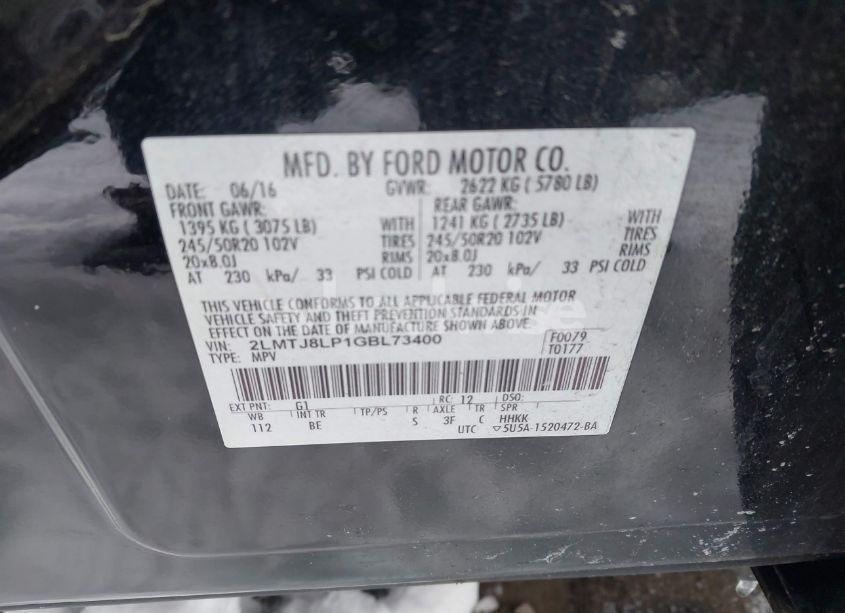 MFD. BY FORD MOTOR CO.
DATE: 06/16 GVWR: 2622 KG ( 5780 LB)
FRONT GAWR: REAR GAWR:
1395 KG ( 3075 LB) WITH 1241 KG ( 2735 LB) WITH
245/50R20 102V TIRES 245/50R20 102V TIRES
20x8.0J RIMS 20x8.0J RIMS
AT 230 kPa/ 33 PSI COLD AT 230 kPa/ 33 PSI COLD
THIS VEHICLE CONFORMS TO ALL APPLICABLE FEDERAL MOTOR
VEHICLE SAFETY AND THEFT PREVENTION STANDARDS IN
EFFECT ON THE DATE OF MANUFACTURE SHOWN ABOVE.
VIN: 2LMTJ8LP1GBL73400 F0079
TYPE: MPV T0177
EXT PNT: G1 RC: 12 DSO:
WB INT TR TP/PS R AXLE TR SPR
112 BE S 3F C HHKK
UTC ▽5U5A-1520472-BA